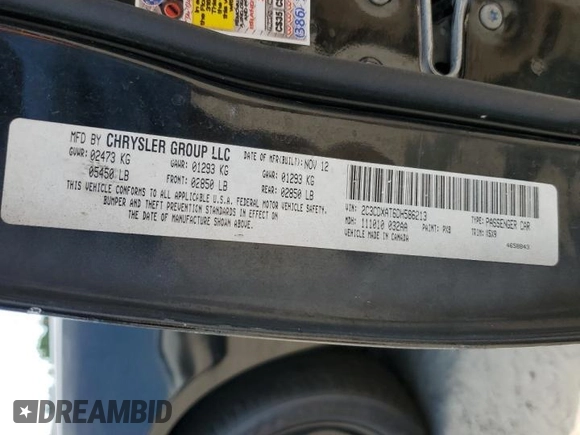 MFD BY CHRYSLER GROUP LLC
DATE OF MFR(BUILT): NOV 12
GVWR: 02473 KG
05450 LB
GAWR: 01293 KG
FRONT: 02850 LB
GAWR: 01293 KG
REAR: 02850 LB
THIS VEHICLE CONFORMS TO ALL APPLICABLE U.S.A. FEDERAL MOTOR VEHICLE SAFETY,
BUMPER AND THEFT PREVENTION STANDARDS IN EFFECT ON
THE DATE OF MANUFACTURE SHOWN ABOVE.
VIN: 2C3CDXAT6DH586213
TYPE: PASSENGER CAR
MDH: 111010 032AA
PAINT: PX8
TRIM: X5X9
VEHICLE MADE IN CANADA
DREAMBID